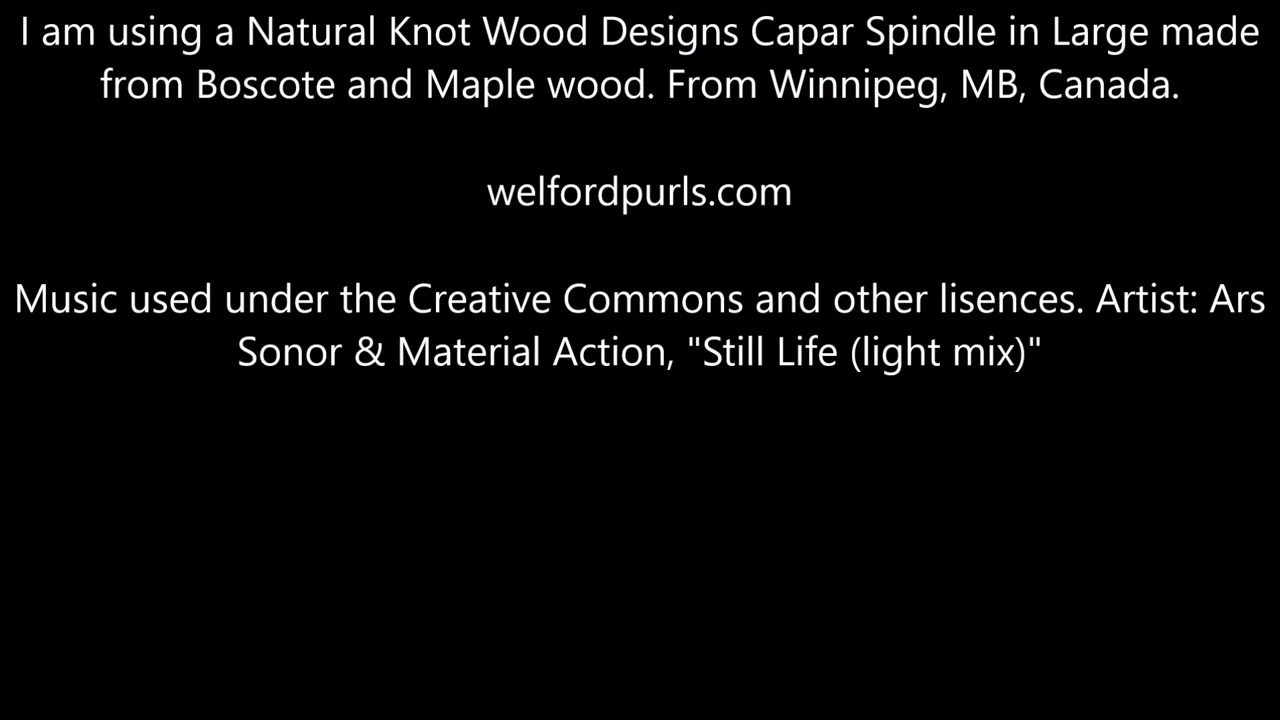 I am using a Natural Knot Wood Designs Capar Spindle in Large made
from Boscote and Maple wood. From Winnipeg, MB, Canada.
welfordpurls.com
Music used under the Creative Commons and other lisences. Artist: Ars
Sonor & Material Action, "Still Life (light mix)"